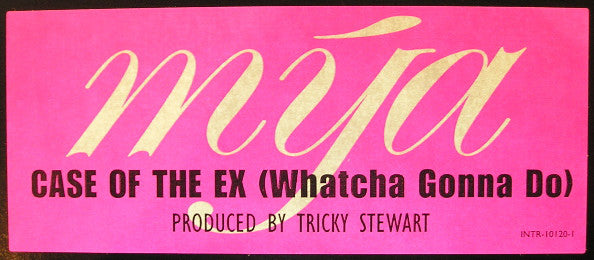 mýa
CASE OF THE EX (Whatcha Gonna Do)
PRODUCED BY TRICKY STEWART
INTR-10120-1